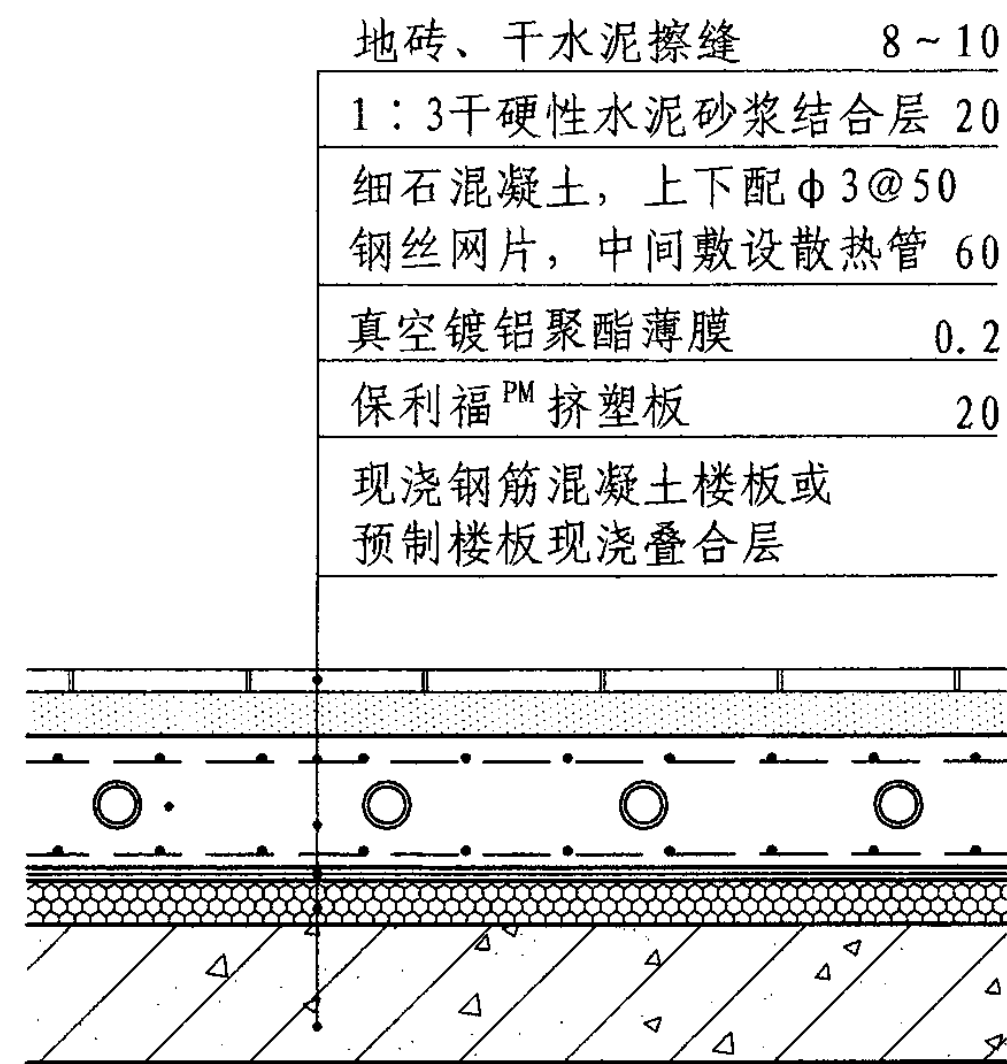 地砖、干水泥擦缝 8~10
1：3干硬性水泥砂浆结合层 20
细石混凝土，上下配φ3@50
钢丝网片，中间敷设散热管 60
真空镀铝聚酯薄膜 0.2
保利福PM挤塑板 20
现浇钢筋混凝土楼板或
预制楼板现浇叠合层